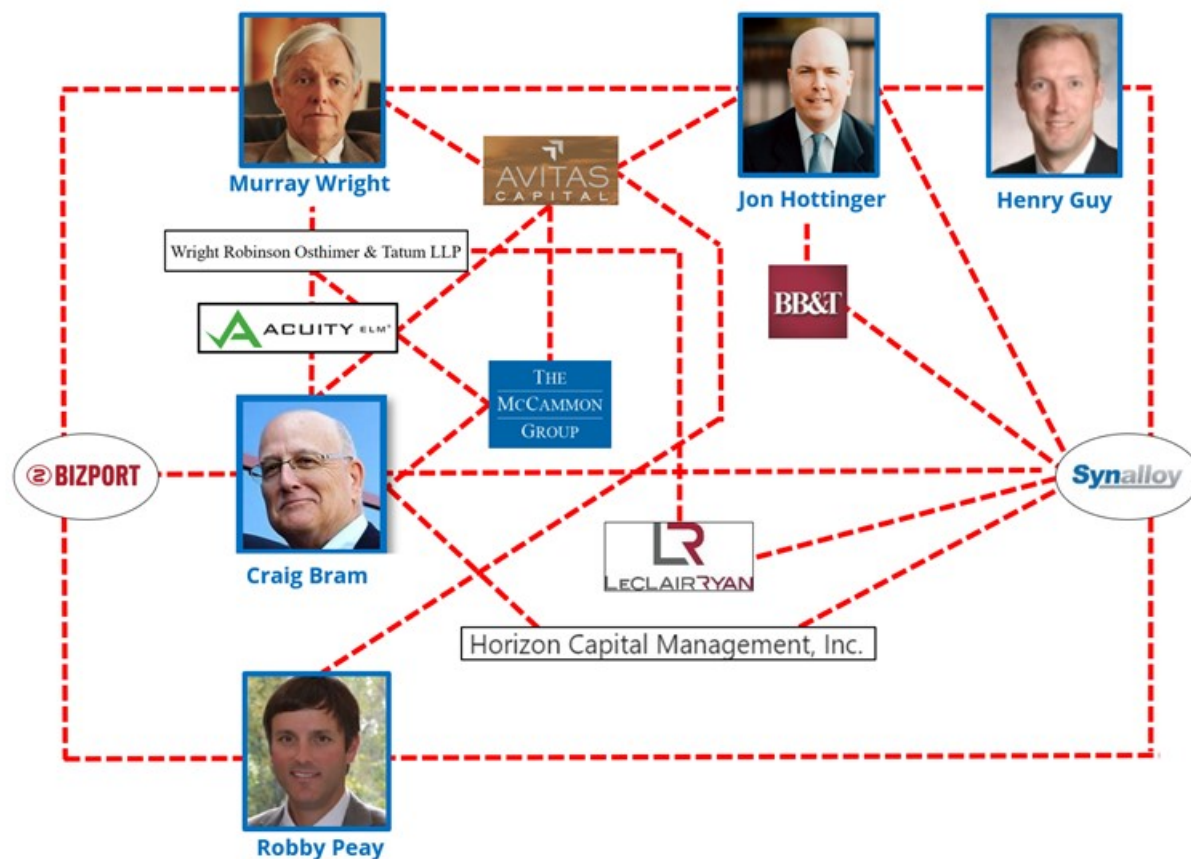 Murray Wright
AVITAS
CAPITAL
Jon Hottinger
Henry Guy
Wright Robinson Osthimer & Tatum LLP
BB&T
ACUITY ELM®
THE
MCCAMMON
GROUP
BIZPORT
Synalloy
Craig Bram
LR
LECLAIRRYAN
Horizon Capital Management, Inc.
Robby Peay